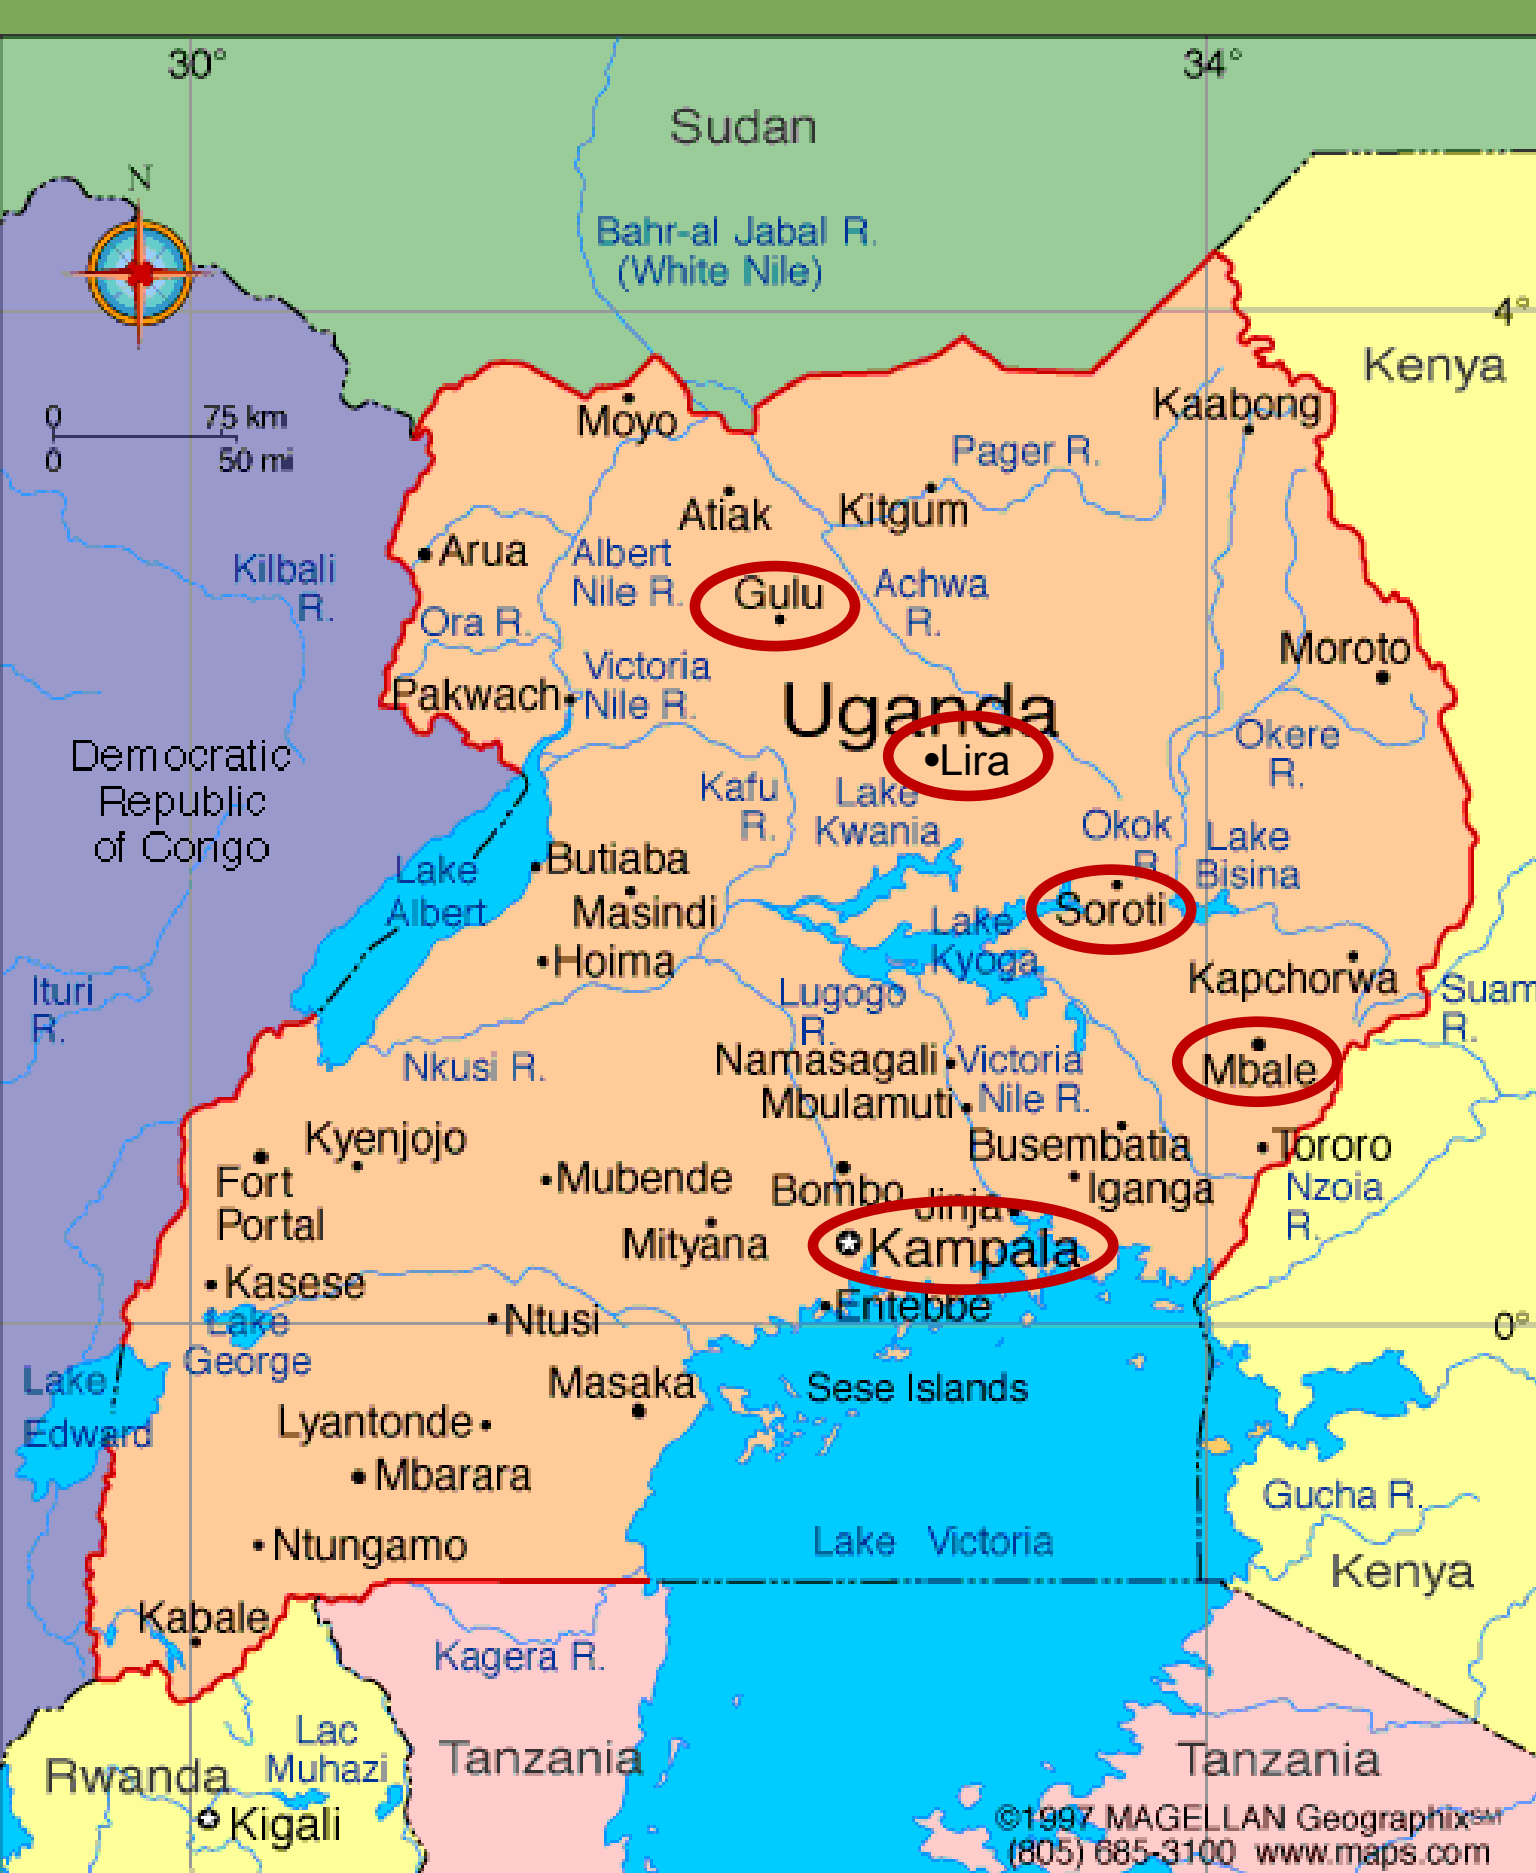 30°
34°
Sudan
N
Bahr-al Jabal R.
(White Nile)
4°
Kenya
0
75 km
0
50 mi
Moyo
Kaabong
Pager R.
Atiak
Kitgum
Arua
Albert
Nile R.
Kilbali
R.
Gulu
Achwa
R.
Ora R.
Moroto
Victoria
Nile R.
Pakwach
Uganda
Okere
R.
Democratic
Republic
of Congo
Lira
Kafu
R.
Lake
Kwania
Okok
R.
Lake
Bisina
Butiaba
Lake
Albert
Masindi
Soroti
Lake
Kyoga
Hoima
Kapchorwa
Ituri
R.
Lugogo
R.
Suam
R.
Nkusi R.
Namasagali
Victoria
Nile R.
Mbale
Mbulamuti
Kyenjojo
Busembatia
Tororo
Fort
Portal
Mubende
Bombo
Jinja
Iganga
Nzoia
R.
Mityana
Kampala
Kasese
Entebbe
Lake
George
Ntusi
0°
Lake
Edward
Masaka
Sese Islands
Lyantonde
Mbarara
Gucha R.
Ntungamo
Lake Victoria
Kenya
Kabale
Kagera R.
Lac
Muhazi
Rwanda
Tanzania
Tanzania
Kigali
©1997 MAGELLAN Geographix℠
(805) 685-3100 www.maps.com